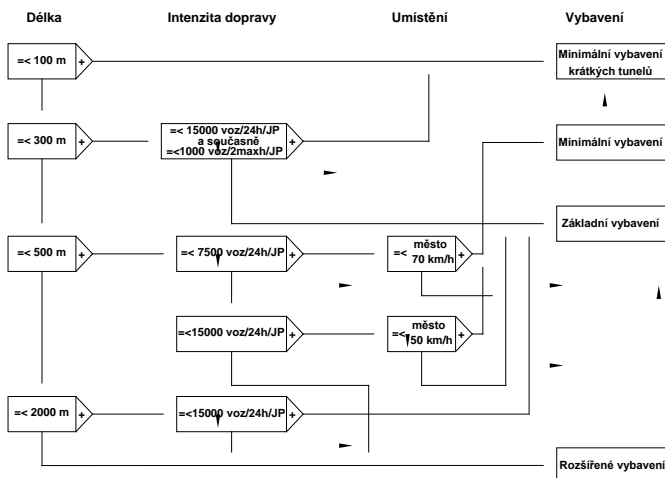 Délka Intenzita dopravy Umístění Vybavení
=< 100 m + Minimální vybavení
krátkých tunelů
=< 300 m + =< 15000 voz/24h/JP
a současně
=<1000 voz/2maxh/JP + Minimální vybavení
Základní vybavení
=< 500 m + =< 7500 voz/24h/JP + =< město
70 km/h +
=<15000 voz/24h/JP + =< město
50 km/h +
=< 2000 m + =<15000 voz/24h/JP +
Rozšířené vybavení